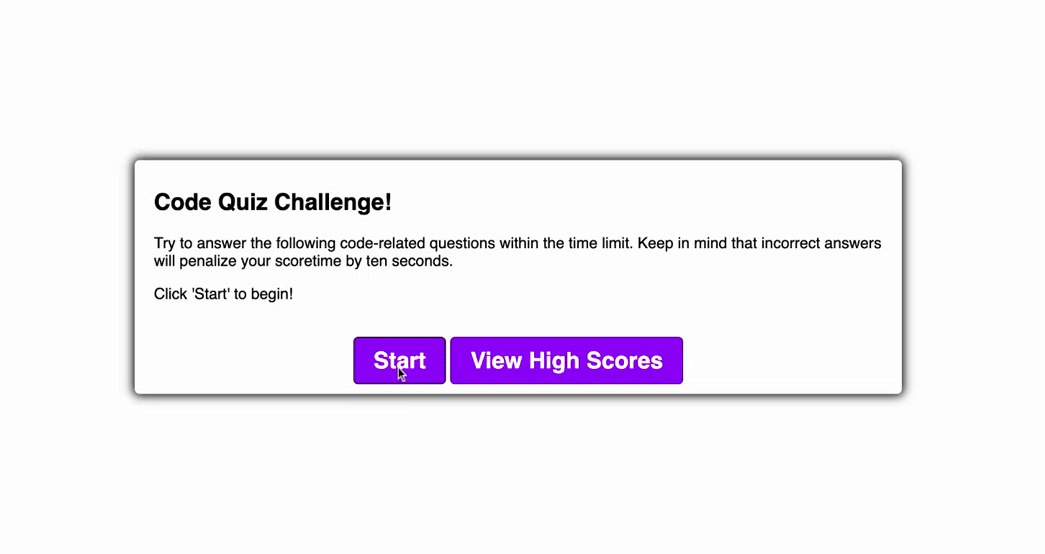 Code Quiz Challenge!
Try to answer the following code-related questions within the time limit. Keep in mind that incorrect answers
will penalize your scoretime by ten seconds.
Click 'Start' to begin!
Start View High Scores